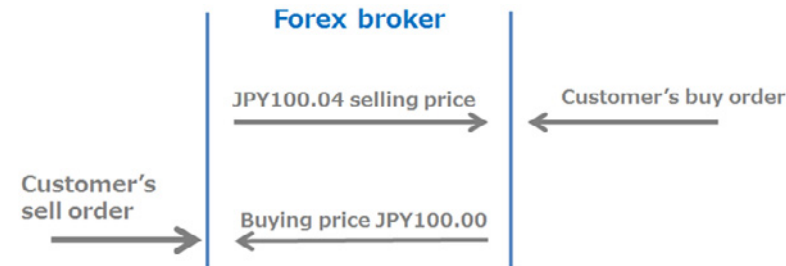 Forex broker
JPY100.04 selling price
Customer's buy order
Customer's
sell order
Buying price JPY100.00